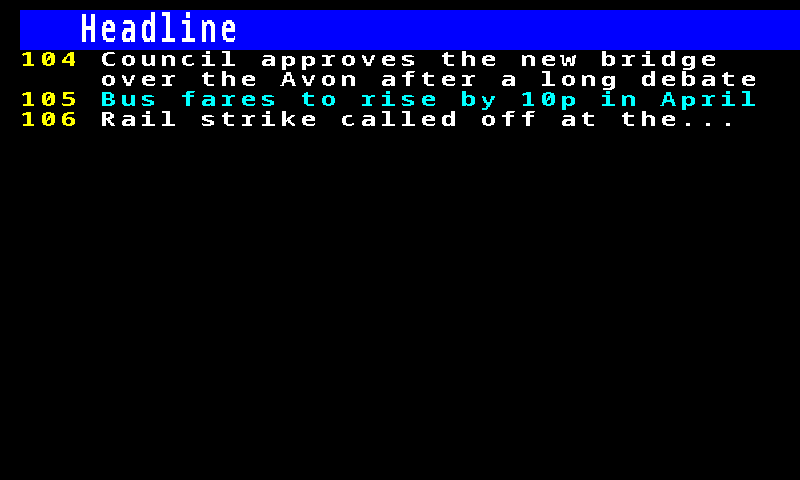 Headline
104 Council approves the new bridge
over the Avon after a long debate
105 Bus fares to rise by 10p in April
106 Rail strike called off at the...